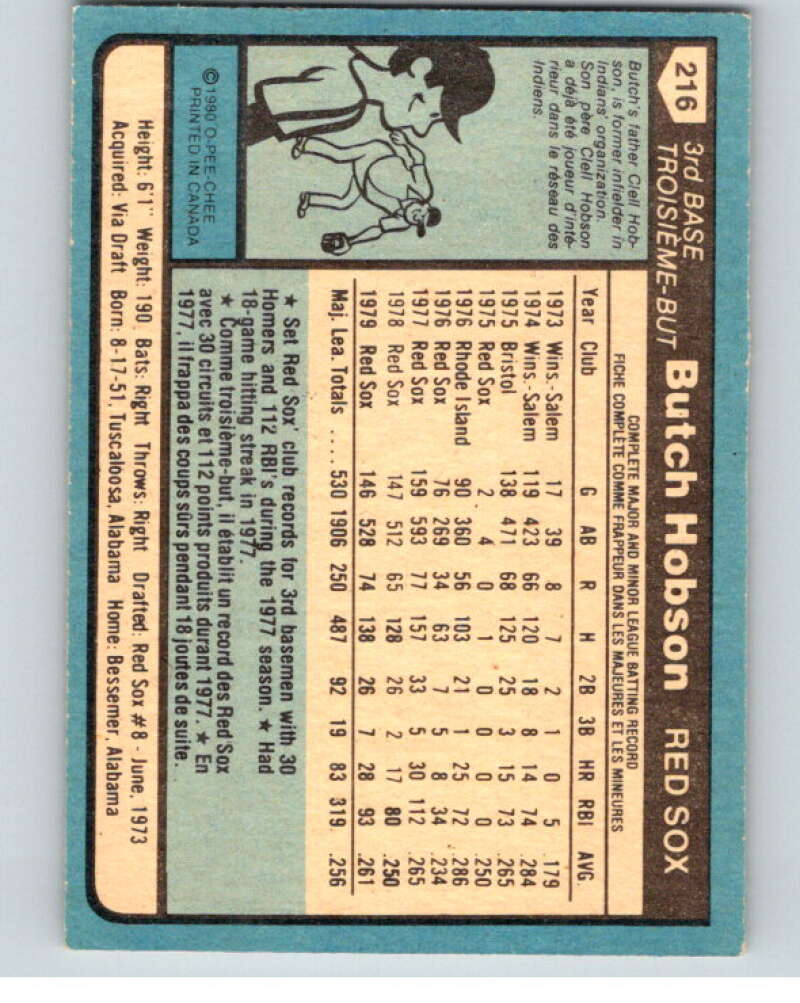 216
3rd BASE
TROISIÈME-BUT
Butch Hobson
RED SOX
Butch's father Clell Hob-
son, is former infielder in
Indians' organization.
Son père Clell Hobson
a déjà été joueur d'inté-
rieur dans le réseau des
Indiens.
©1980 O-PEE-CHEE
PRINTED IN CANADA
COMPLETE MAJOR AND MINOR LEAGUE BATTING RECORD
FICHE COMPLÈTE COMME FRAPPEUR DANS LES MAJEURES ET LES MINEURES
Year Club G AB R H 2B 3B HR RBI AVG.
1973 Wins.-Salem 17 39 8 7 2 1 0 5 .179
1974 Wins.-Salem 119 423 66 120 18 8 14 74 .284
1975 Bristol 138 471 68 125 25 3 15 73 .265
1975 Red Sox 2 4 0 1 0 0 0 0 .250
1976 Rhode Island 90 360 56 103 21 1 25 72 .286
1976 Red Sox 76 269 34 63 7 5 8 34 .234
1977 Red Sox 159 593 77 157 33 5 30 112 .265
1978 Red Sox 147 512 65 128 26 2 17 80 .250
1979 Red Sox 146 528 74 138 26 7 28 93 .261
Maj. Lea. Totals .... 530 1906 250 487 92 19 83 319 .256
★ Set Red Sox' club records for 3rd basemen with 30
Homers and 112 RBI's during the 1977 season. ★ Had
18-game hitting streak in 1977.
★ Comme troisième-but, il établit un record des Red Sox
avec 30 circuits et 112 points produits durant 1977. ★ En
1977, il frappa des coups sûrs pendant 18 joutes de suite.
Height: 6'1" Weight: 190 Bats: Right Throws: Right Drafted: Red Sox #8 - June, 1973
Acquired: Via Draft Born: 8-17-51, Tuscaloosa, Alabama Home: Bessemer, Alabama